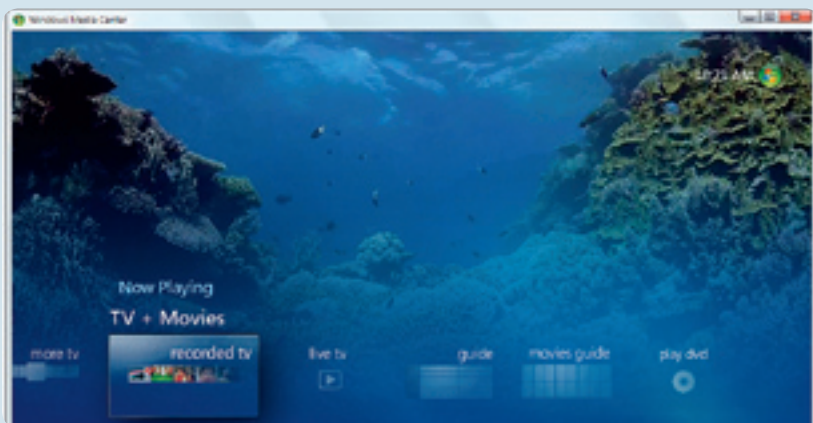 Windows Media Center
Now Playing
TV + Movies
more tv
recorded tv
live tv
guide
movies guide
play dvd